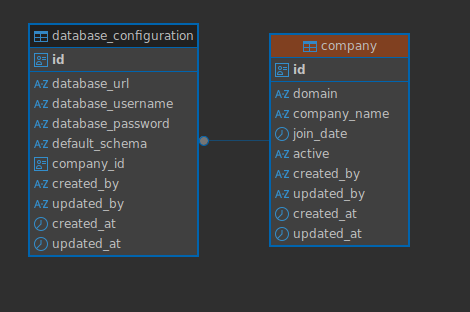 database_configuration
id
A-Z database_url
A-Z database_username
A-Z database_password
A-Z default_schema
company_id
A-Z created_by
A-Z updated_by
created_at
updated_at
company
id
A-Z domain
A-Z company_name
join_date
A-Z active
A-Z created_by
A-Z updated_by
created_at
updated_at